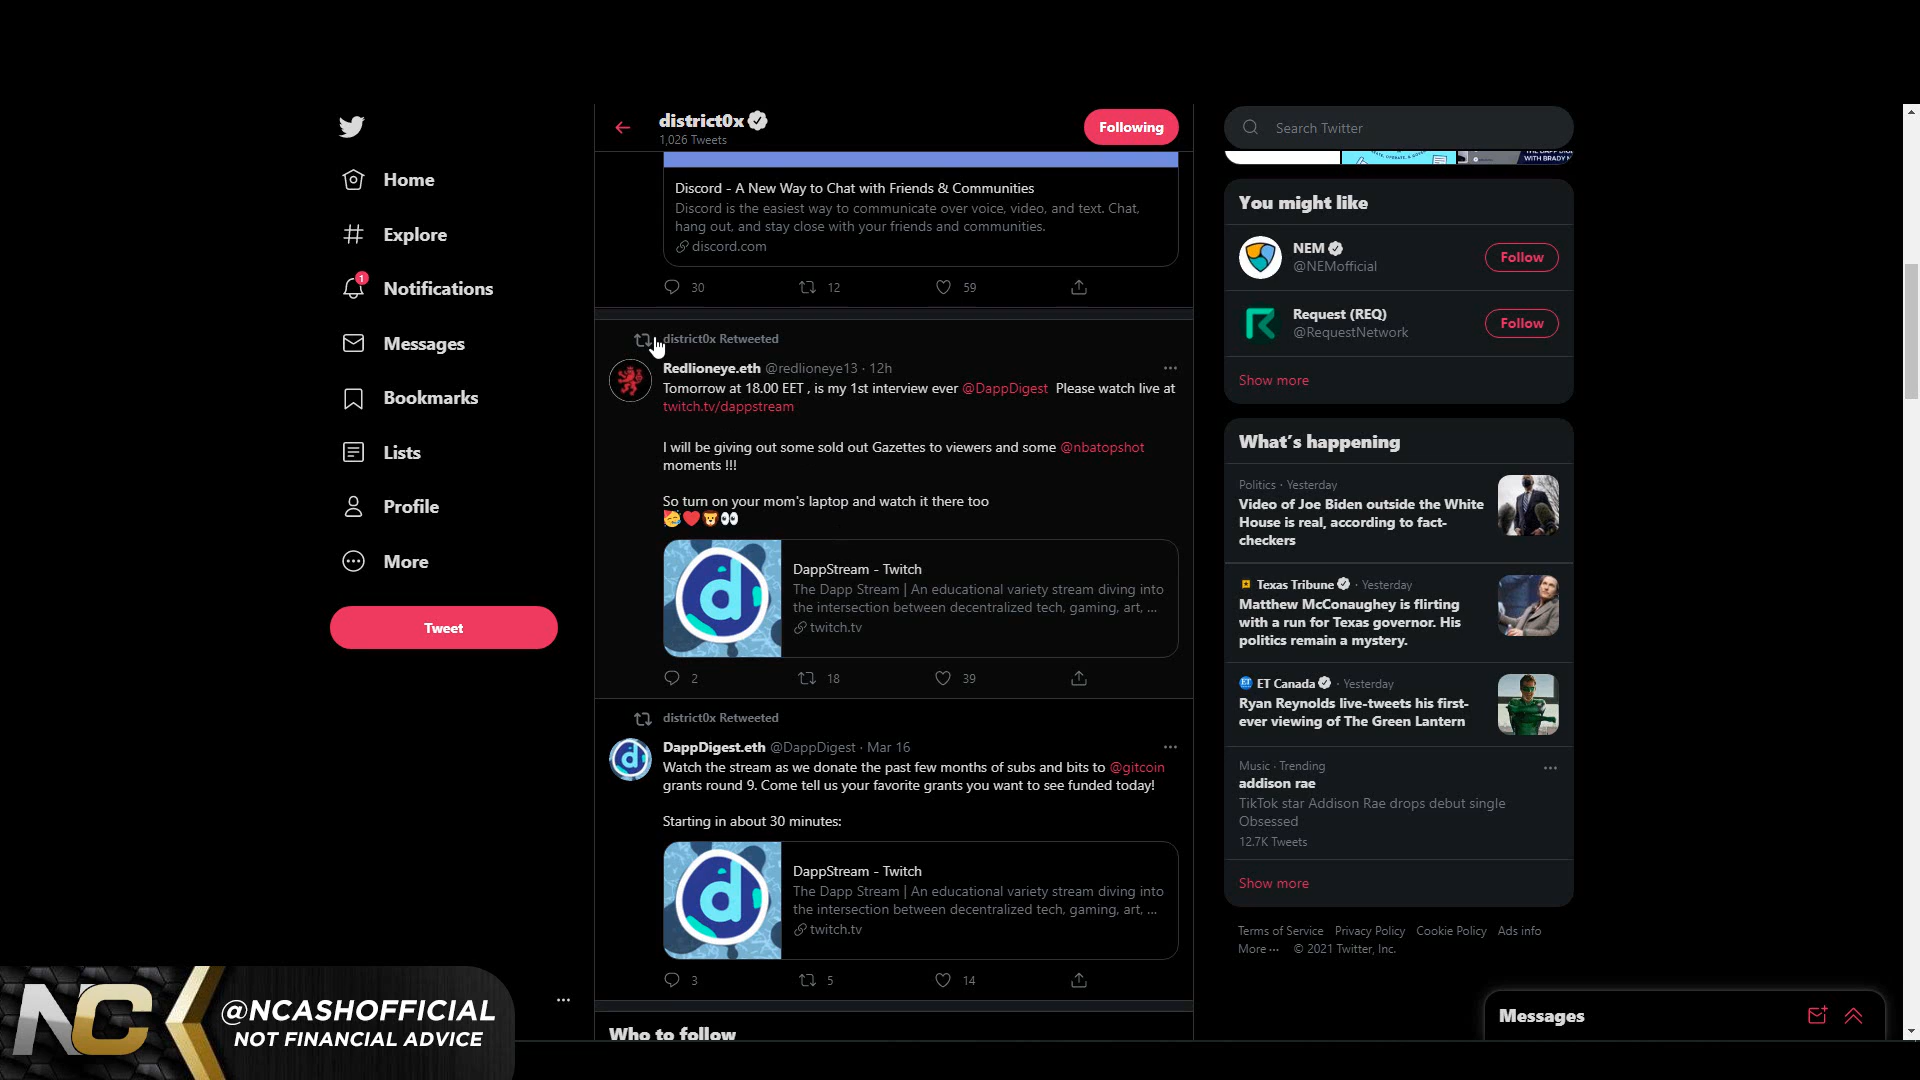 Home
Explore
1
Notifications
Messages
Bookmarks
Lists
Profile
More
Tweet
district0x
1,026 Tweets
Following
Discord - A New Way to Chat with Friends & Communities
Discord is the easiest way to communicate over voice, video, and text. Chat,
hang out, and stay close with your friends and communities.
discord.com
30 12 59
district0x Retweeted
Redlioneye.eth @redlioneye13 · 12h
Tomorrow at 18.00 EET , is my 1st interview ever @DappDigest Please watch live at
twitch.tv/dappstream
I will be giving out some sold out Gazettes to viewers and some @nbatopshot
moments !!!
So turn on your mom's laptop and watch it there too
🥳❤️🦁👀
DappStream - Twitch
The Dapp Stream | An educational variety stream diving into
the intersection between decentralized tech, gaming, art, ...
twitch.tv
2 18 39
district0x Retweeted
DappDigest.eth @DappDigest · Mar 16
Watch the stream as we donate the past few months of subs and bits to @gitcoin
grants round 9. Come tell us your favorite grants you want to see funded today!
Starting in about 30 minutes:
DappStream - Twitch
The Dapp Stream | An educational variety stream diving into
the intersection between decentralized tech, gaming, art, ...
twitch.tv
3 5 14
Who to follow
Search Twitter
THE DAPP DIG
WITH BRADY M
You might like
NEM
@NEMofficial
Follow
Request (REQ)
@RequestNetwork
Follow
Show more
What's happening
Politics · Yesterday
Video of Joe Biden outside the White
House is real, according to fact-
checkers
Texas Tribune · Yesterday
Matthew McConaughey is flirting
with a run for Texas governor. His
politics remain a mystery.
ET Canada · Yesterday
Ryan Reynolds live-tweets his first-
ever viewing of The Green Lantern
Music · Trending
addison rae
TikTok star Addison Rae drops debut single
Obsessed
12.7K Tweets
Show more
Terms of Service Privacy Policy Cookie Policy Ads info
More ··· © 2021 Twitter, Inc.
Messages
NC
@NCASHOFFICIAL
NOT FINANCIAL ADVICE